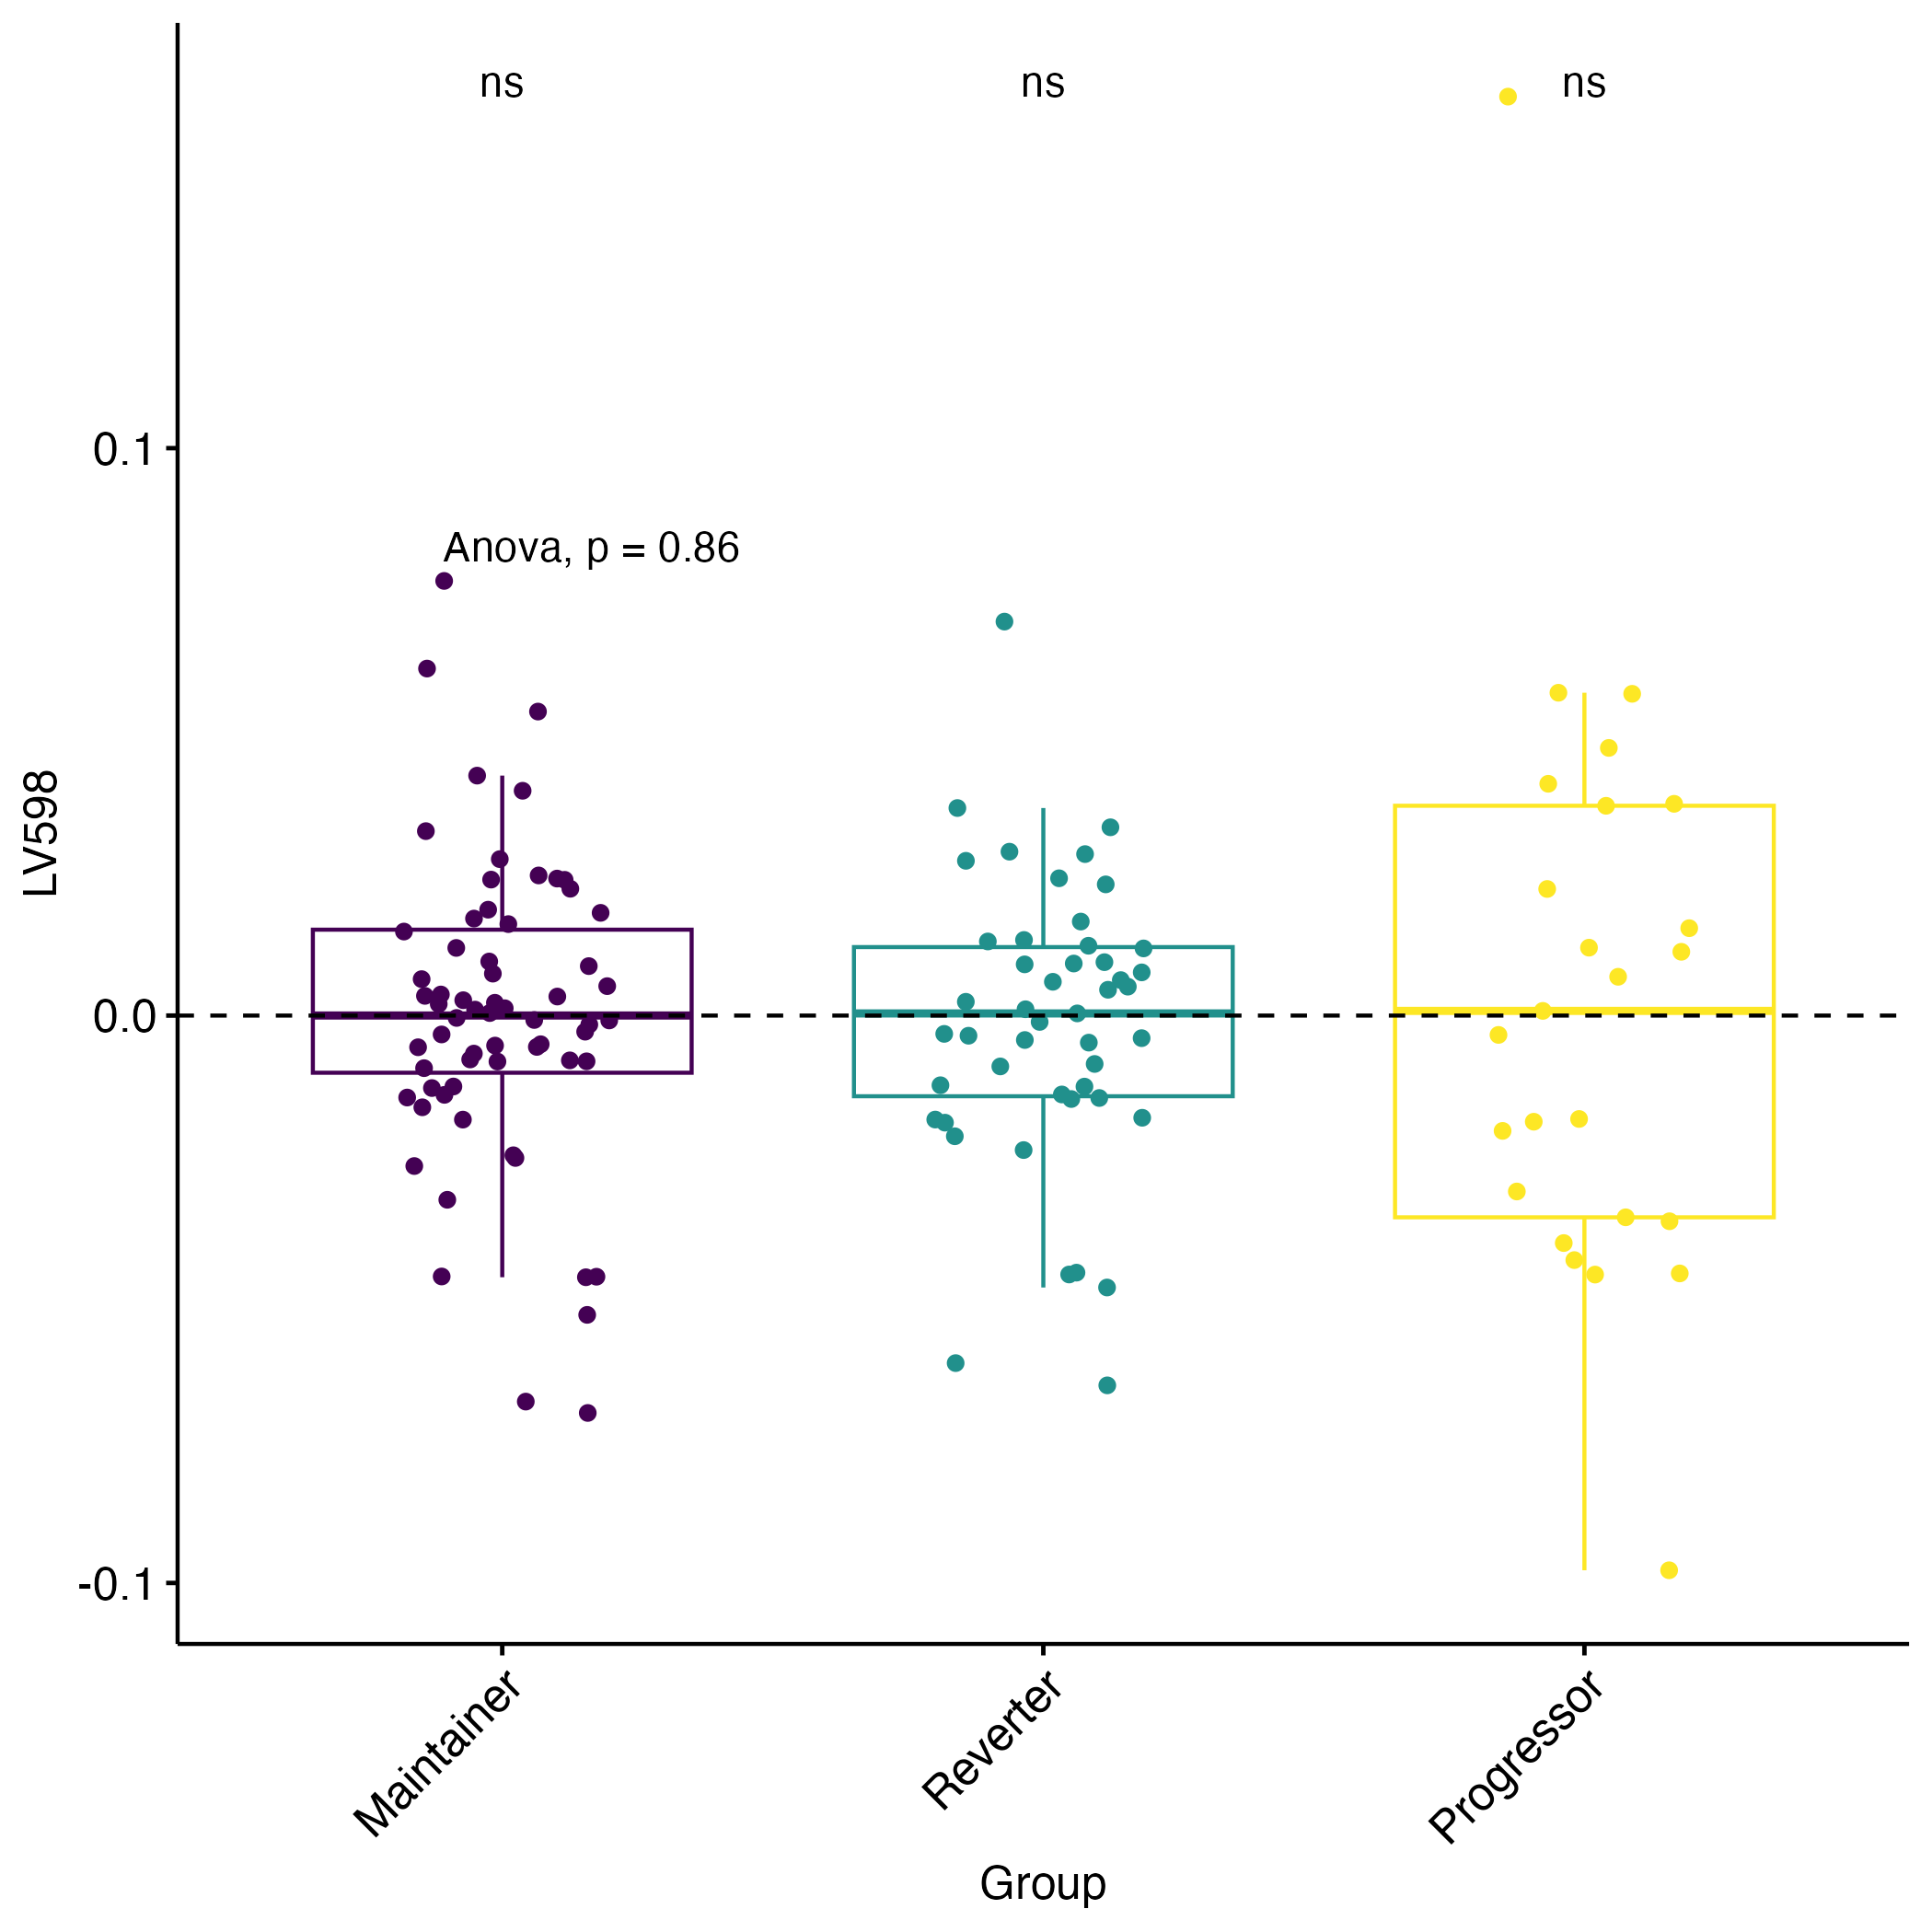 ns ns ns
0.1
Anova, p = 0.86
LV598
0.0
-0.1
Maintainer Reverter Progressor
Group